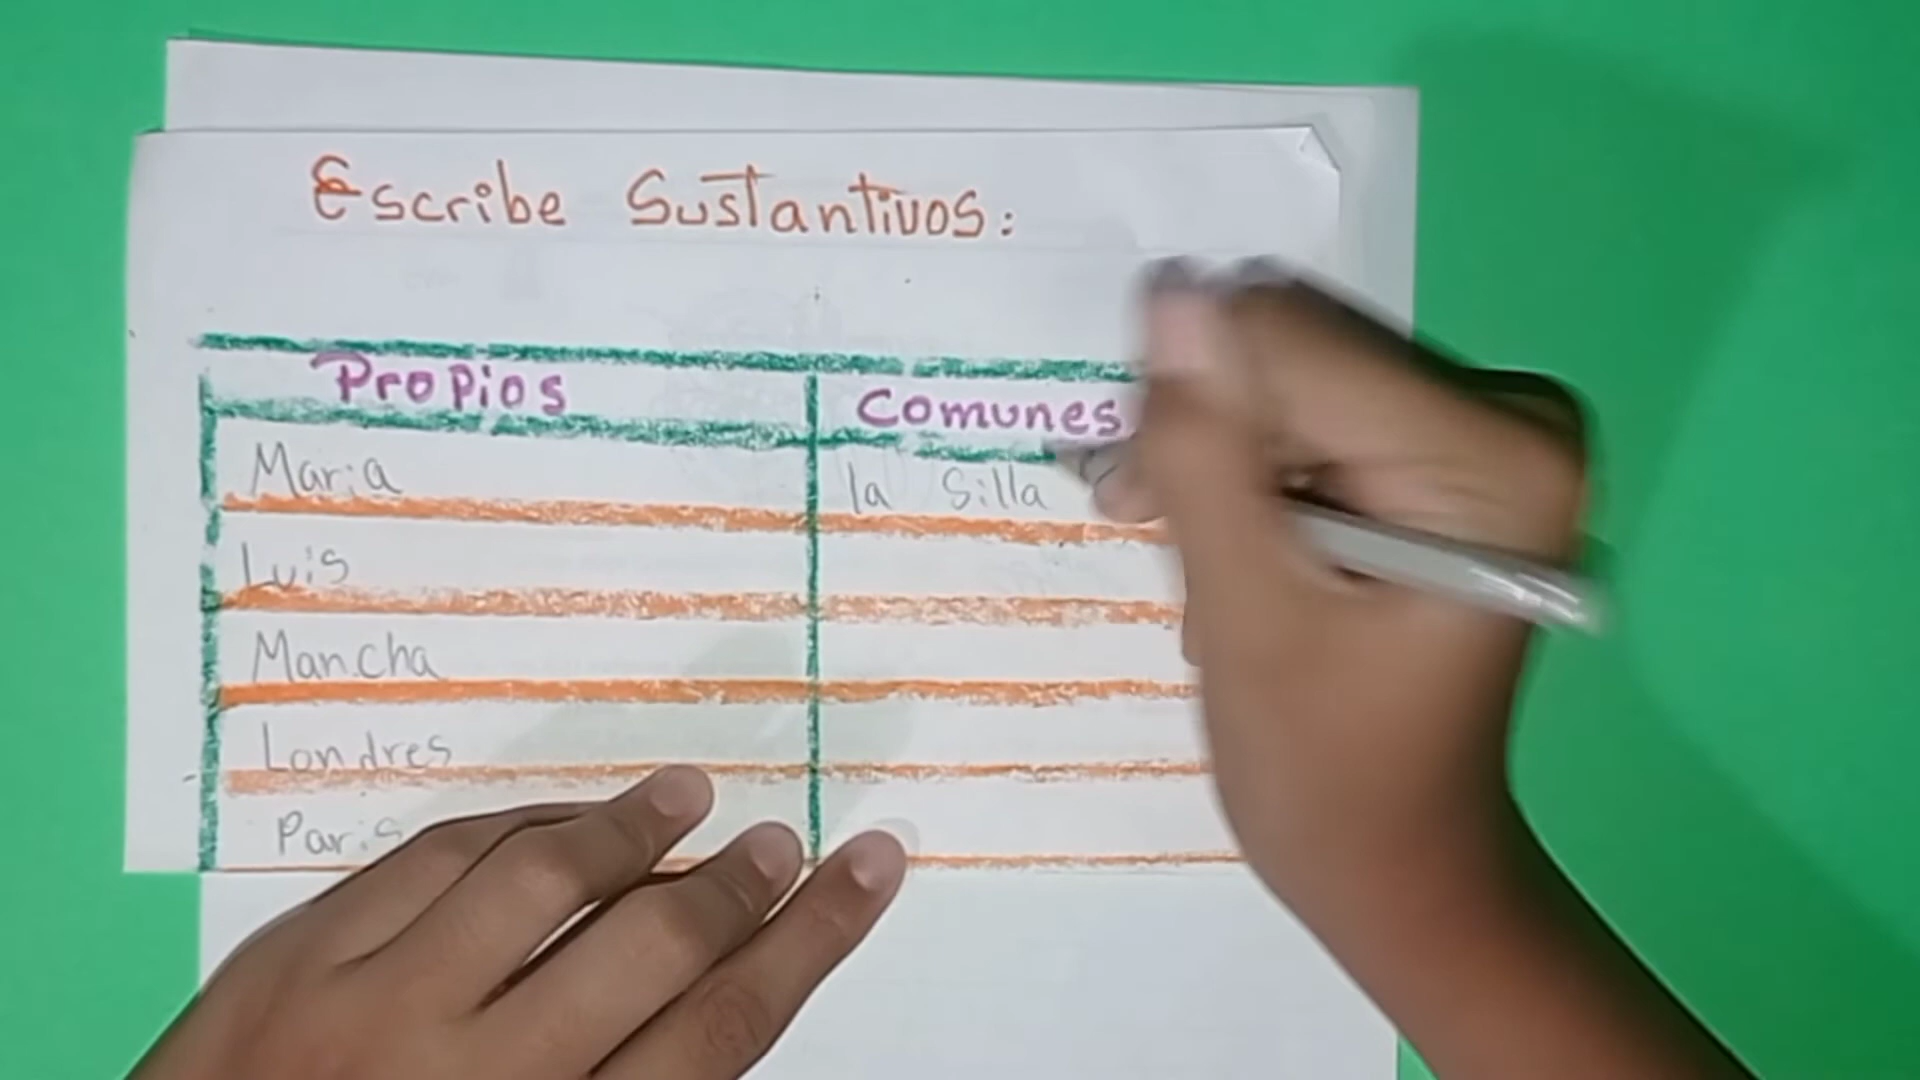 Escribe Sustantivos:
Propios Comunes
Maria la Silla
Luis
Mancha
Londres
Paris